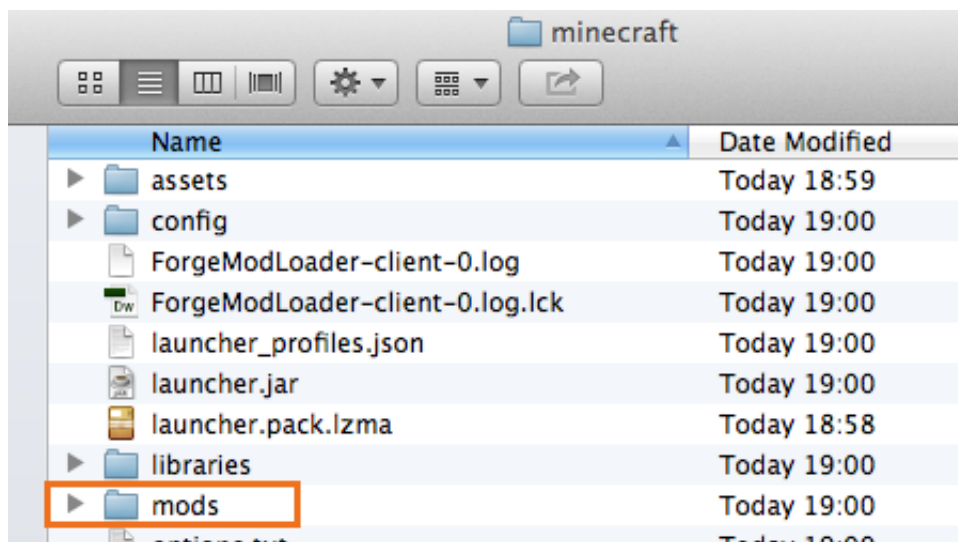 minecraft
Name Date Modified
assets Today 18:59
config Today 19:00
ForgeModLoader-client-0.log Today 19:00
Dw ForgeModLoader-client-0.log.lck Today 19:00
launcher_profiles.json Today 19:00
launcher.jar Today 19:00
launcher.pack.lzma Today 18:58
libraries Today 19:00
mods Today 19:00